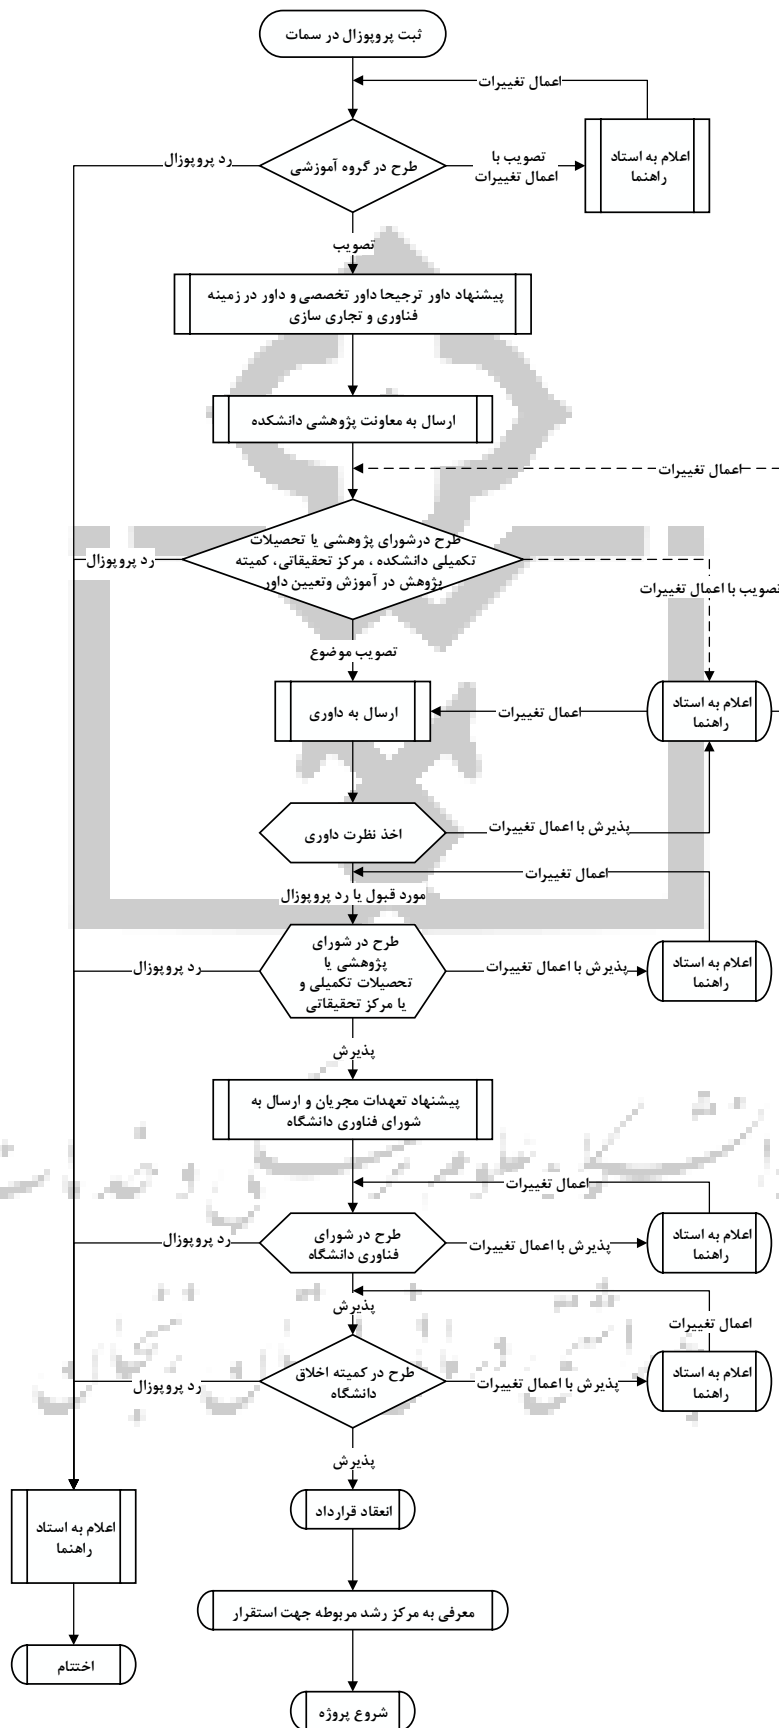 ثبت پروپوزال در سمات
اعمال تغییرات
طرح در گروه آموزشی
رد پروپوزال
تصویب با
اعمال تغییرات
اعلام به استاد
راهنما
تصویب
پیشنهاد داور ترجیحا داور تخصصی و داور در زمینه
فناوری و تجاری سازی
ارسال به معاونت پژوهشی دانشکده
اعمال تغییرات
طرح درشورای پژوهشی یا تحصیلات
تکمیلی دانشکده ، مرکز تحقیقاتی، کمیته
پژوهش در آموزش وتعیین داور
رد پروپوزال
تصویب با اعمال تغییرات
تصویب موضوع
ارسال به داوری
اعمال تغییرات
اعلام به استاد
راهنما
اخذ نظرت داوری
پذیرش با اعمال تغییرات
اعمال تغییرات
مورد قبول یا رد پروپوزال
طرح در شورای
پژوهشی یا
تحصیلات تکمیلی و
یا مرکز تحقیقاتی
رد پروپوزال
پذیرش با اعمال تغییرات
اعلام به استاد
راهنما
پذیرش
پیشنهاد تعهدات مجریان و ارسال به
شورای فناوری دانشگاه
اعمال تغییرات
طرح در شورای
فناوری دانشگاه
رد پروپوزال
پذیرش با اعمال تغییرات
اعلام به استاد
راهنما
پذیرش
اعمال تغییرات
طرح در کمیته اخلاق
دانشگاه
رد پروپوزال
پذیرش با اعمال تغییرات
اعلام به استاد
راهنما
پذیرش
انعقاد قرارداد
اعلام به استاد
راهنما
معرفی به مرکز رشد مربوطه جهت استقرار
اختتام
شروع پروژه